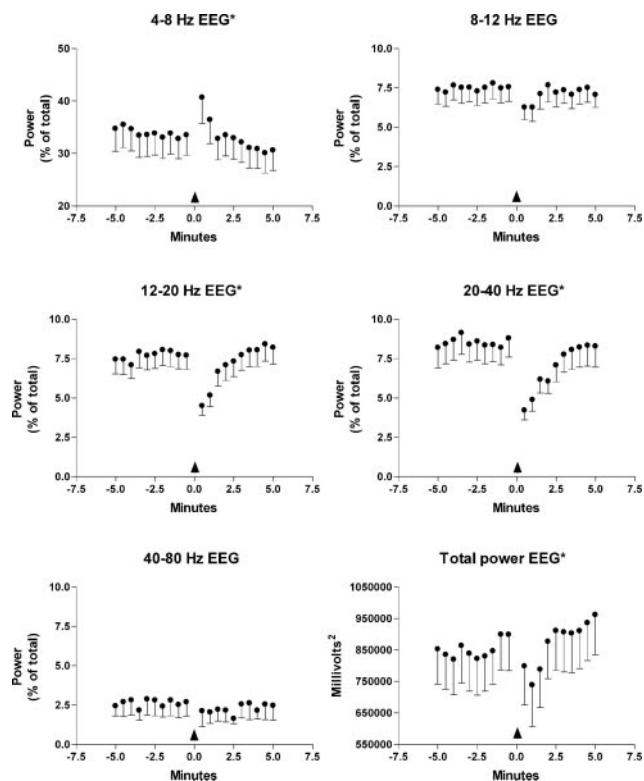 4-8 Hz EEG*
Power
(% of total)
50
40
30
20
-7.5 -5.0 -2.5 0.0 2.5 5.0 7.5
Minutes
8-12 Hz EEG
Power
(% of total)
10.0
7.5
5.0
2.5
0.0
-7.5 -5.0 -2.5 0.0 2.5 5.0 7.5
Minutes
12-20 Hz EEG*
Power
(% of total)
10.0
7.5
5.0
2.5
0.0
-7.5 -5.0 -2.5 0.0 2.5 5.0 7.5
Minutes
20-40 Hz EEG*
Power
(% of total)
10.0
7.5
5.0
2.5
0.0
-7.5 -5.0 -2.5 0.0 2.5 5.0 7.5
Minutes
40-80 Hz EEG
Power
(% of total)
10.0
7.5
5.0
2.5
0.0
-7.5 -5.0 -2.5 0.0 2.5 5.0 7.5
Minutes
Total power EEG*
Millivolts²
1050000
950000
850000
750000
650000
550000
-7.5 -5.0 -2.5 0.0 2.5 5.0 7.5
Minutes